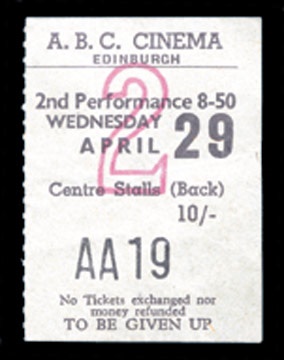 A. B. C. CINEMA
EDINBURGH
2
2nd Performance 8-50
WEDNESDAY
APRIL 29
Centre Stalls (Back)
10/-
AA 19
No Tickets exchanged nor
money refunded
TO BE GIVEN UP